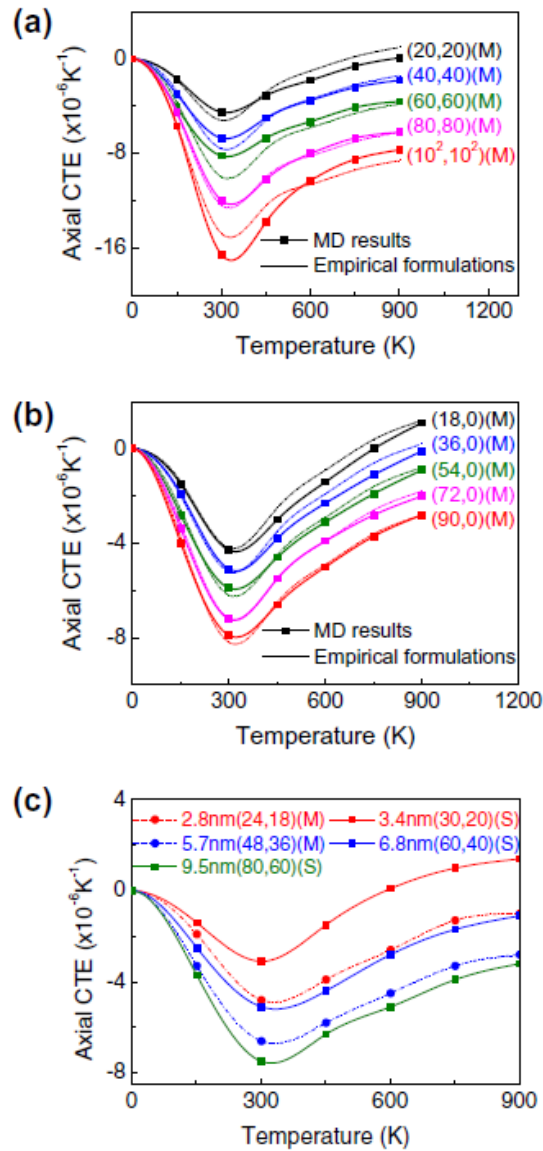 (a)
0
-8
-16
Axial CTE (x10⁻⁶K⁻¹)
(20,20)(M)
(40,40)(M)
(60,60)(M)
(80,80)(M)
(10²,10²)(M)
MD results
Empirical formulations
0 300 600 900 1200
Temperature (K)
(b)
0
-4
-8
Axial CTE (x10⁻⁶K⁻¹)
(18,0)(M)
(36,0)(M)
(54,0)(M)
(72,0)(M)
(90,0)(M)
MD results
Empirical formulations
0 300 600 900 1200
Temperature (K)
(c)
4
0
-4
-8
Axial CTE (x10⁻⁶K⁻¹)
2.8nm(24,18)(M) 3.4nm(30,20)(S)
5.7nm(48,36)(M) 6.8nm(60,40)(S)
9.5nm(80,60)(S)
0 300 600 900
Temperature (K)